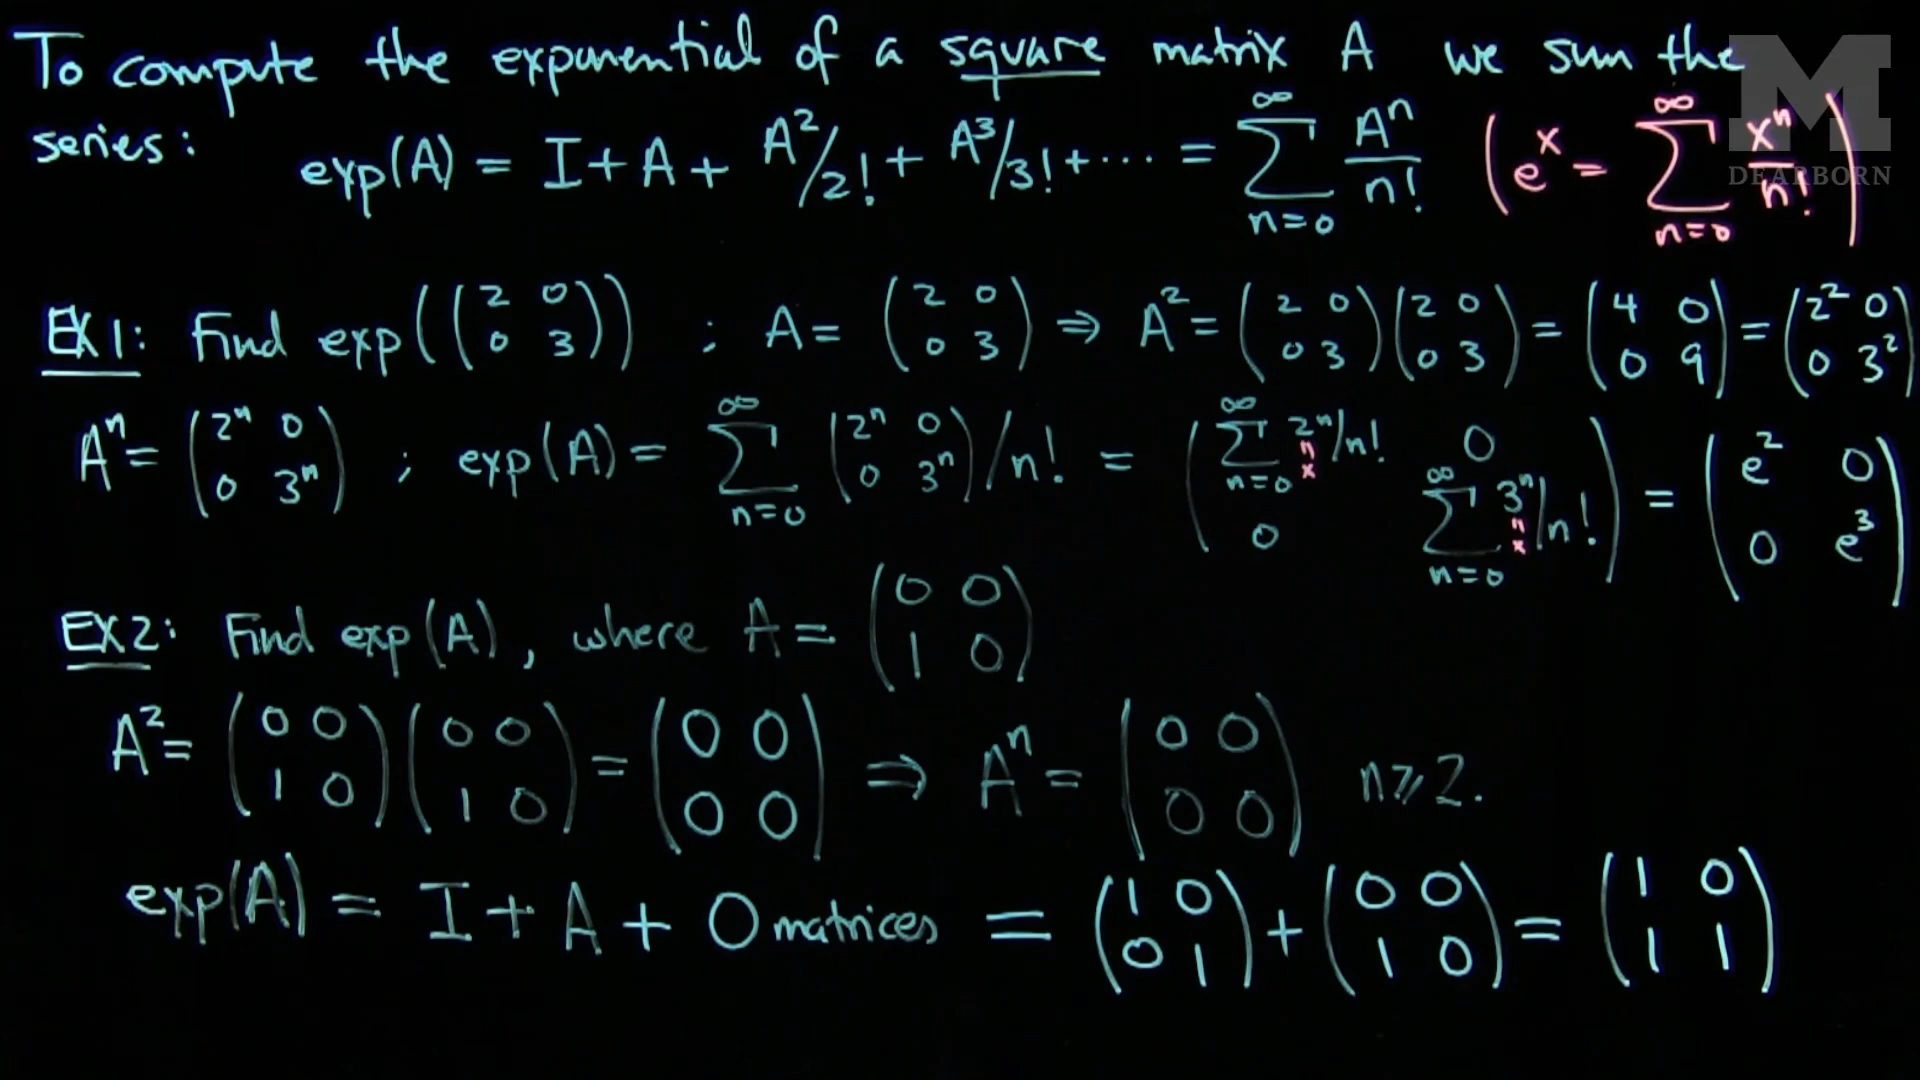 To compute the exponential of a square matrix A we sum the
series: exp(A) = I + A + A²/2! + A³/3! + ⋯ = ∑_{n=0}^{∞} Aⁿ/n! (eˣ = ∑_{n=0}^{∞} xⁿ/n!)
M
DEARBORN
EX1: Find exp((2 0; 0 3)) ; A = (2 0; 0 3) ⇒ A² = (2 0; 0 3)(2 0; 0 3) = (4 0; 0 9) = (2² 0; 0 3²)
Aⁿ = (2ⁿ 0; 0 3ⁿ) ; exp(A) = ∑_{n=0}^{∞} (2ⁿ 0; 0 3ⁿ)/n! = (∑_{n=0}^{∞} 2ⁿ/n! 0; 0 ∑_{n=0}^{∞} 3ⁿ/n!) = (e² 0; 0 e³)
" x " x
EX2: Find exp(A), where A = (0 0; 1 0)
A² = (0 0; 1 0)(0 0; 1 0) = (0 0; 0 0) ⇒ Aⁿ = (0 0; 0 0) n ⩾ 2.
exp(A) = I + A + 0 matrices = (1 0; 0 1) + (0 0; 1 0) = (1 0; 1 1)